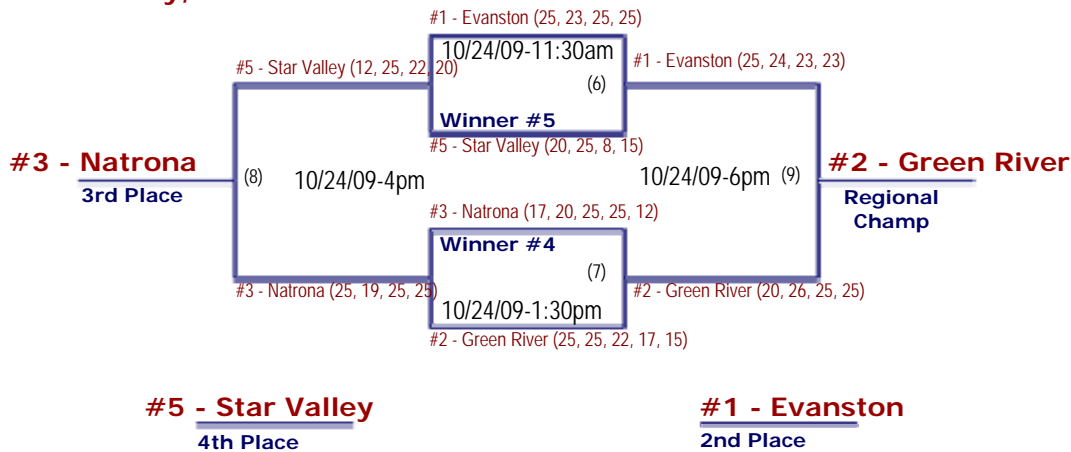 #1 - Evanston (25, 23, 25, 25)
10/24/09-11:30am
#5 - Star Valley (12, 25, 22, 20)
#1 - Evanston (25, 24, 23, 23)
(6)
Winner #5
#5 - Star Valley (20, 25, 8, 15)
#3 - Natrona
3rd Place
(8)
10/24/09-4pm
10/24/09-6pm (9)
#2 - Green River
Regional
Champ
#3 - Natrona (17, 20, 25, 25, 12)
Winner #4
(7)
#3 - Natrona (25, 19, 25, 25)
#2 - Green River (20, 26, 25, 25)
10/24/09-1:30pm
#2 - Green River (25, 25, 22, 17, 15)
#5 - Star Valley
4th Place
#1 - Evanston
2nd Place